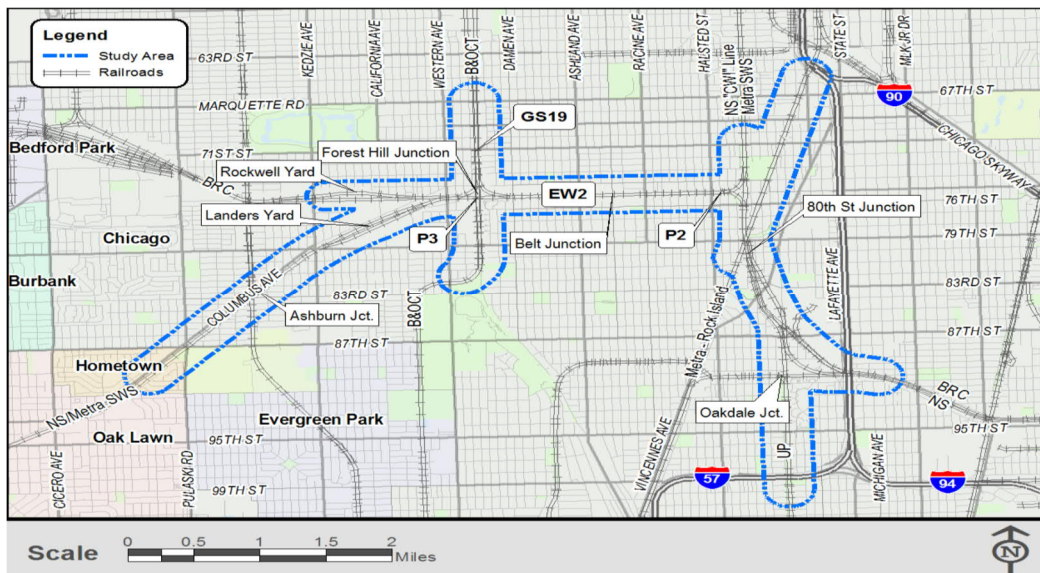 Legend
Study Area
Railroads
KEDZIE AVE
CALIFORNIA AVE
WESTERN AVE
B&OCT
DAMEN AVE
ASHLAND AVE
RACINE AVE
HALSTED ST
NS "CWI" Line
Metra SWS
STATE ST
MLK JR DR
63RD ST
67TH ST
90
MARQUETTE RD
CHICAGO SKYWAY
GS19
Bedford Park
71ST ST
Forest Hill Junction
Rockwell Yard
BRC
EW2
76TH ST
80th St Junction
Landers Yard
Chicago
P3
Belt Junction
P2
79TH ST
Burbank
COLUMBUS AVE
83RD ST
83RD ST
LAFAYETTE AVE
Ashburn Jct.
B&OCT
Metra - Rock Island
87TH ST
87TH ST
Hometown
NS/Metra SWS
BRC
NS
Oakdale Jct.
Evergreen Park
Oak Lawn
95TH ST
95TH ST
CICERO AVE
PULASKI RD
99TH ST
VINCENNES AVE
57
UP
MICHIGAN AVE
94
Scale
0 0.5 1 1.5 2
Miles
N